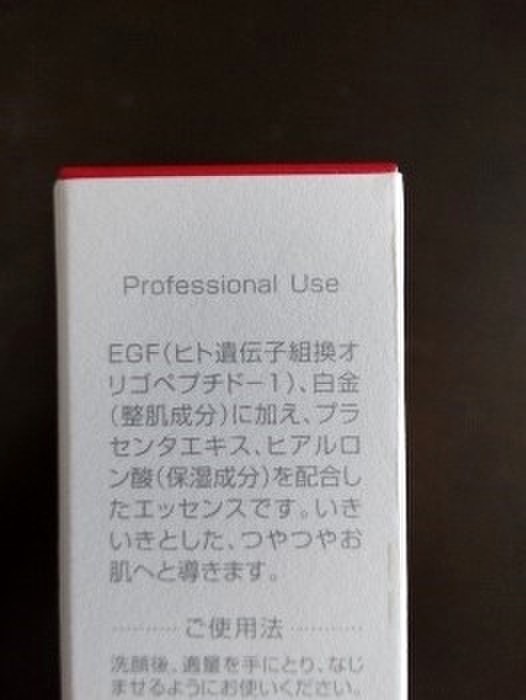 Professional Use
EGF(ヒト遺伝子組換オ
リゴペプチド−1)、白金
(整肌成分)に加え、プラ
センタエキス、ヒアルロ
ン酸(保湿成分)を配合し
たエッセンスです。いき
いきとした、つやつやお
肌へと導きます。
………… ご使用法 …………
洗顔後、適量を手にとり、なじ
ませるようにお使いください。